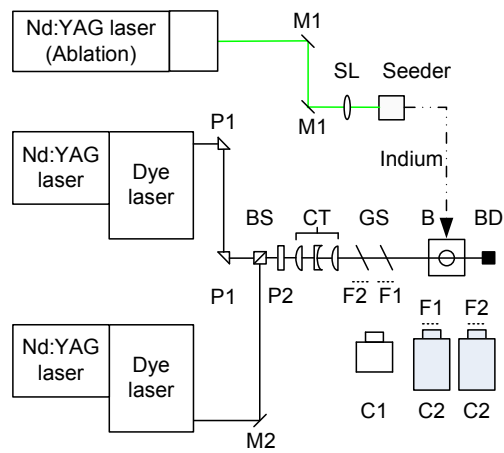 Nd:YAG laser
(Ablation)
M1
M1
SL
Seeder
Indium
Nd:YAG
laser
Dye
laser
P1
P1
BS
CT
GS
B
BD
P2
F2
F1
F1
F2
Nd:YAG
laser
Dye
laser
M2
C1
C2
C2